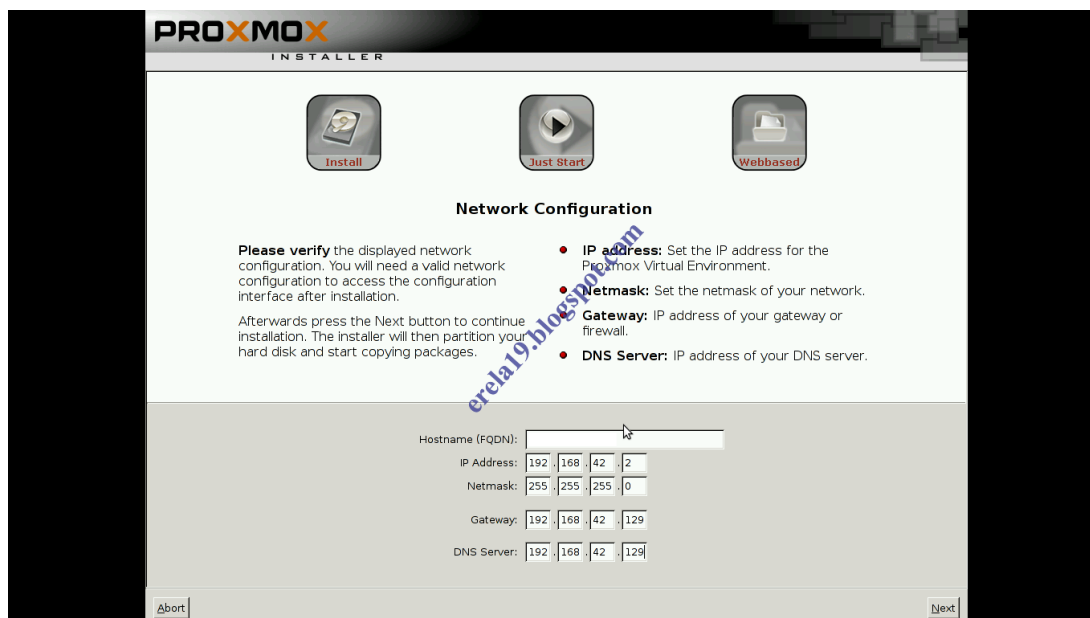 PROXMOX
INSTALLER
Install
Just Start
Webbased
Network Configuration
Please verify the displayed network
configuration. You will need a valid network
configuration to access the configuration
interface after installation.
Afterwards press the Next button to continue
installation. The installer will then partition your
hard disk and start copying packages.
IP address: Set the IP address for the
Proxmox Virtual Environment.
Netmask: Set the netmask of your network.
Gateway: IP address of your gateway or
firewall.
DNS Server: IP address of your DNS server.
erela19.blogspot.com
Hostname (FQDN):
IP Address: 192 . 168 . 42 . 2
Netmask: 255 . 255 . 255 . 0
Gateway: 192 . 168 . 42 . 129
DNS Server: 192 . 168 . 42 . 129
Abort
Next